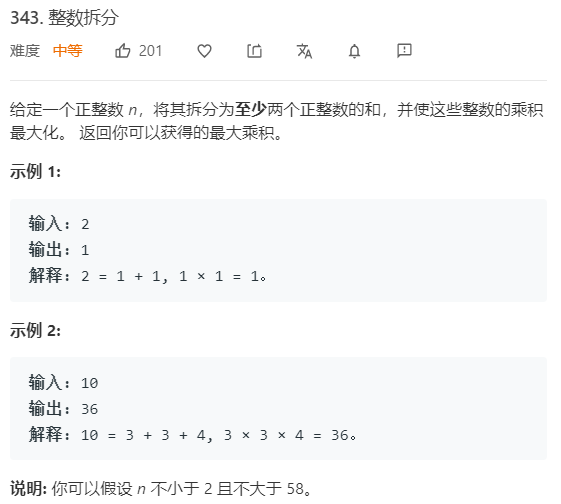 343. 整数拆分
难度 中等 201
给定一个正整数 n，将其拆分为至少两个正整数的和，并使这些整数的乘积
最大化。 返回你可以获得的最大乘积。
示例 1:
输入: 2
输出: 1
解释: 2 = 1 + 1, 1 × 1 = 1。
示例 2:
输入: 10
输出: 36
解释: 10 = 3 + 3 + 4, 3 × 3 × 4 = 36。
说明: 你可以假设 n 不小于 2 且不大于 58。